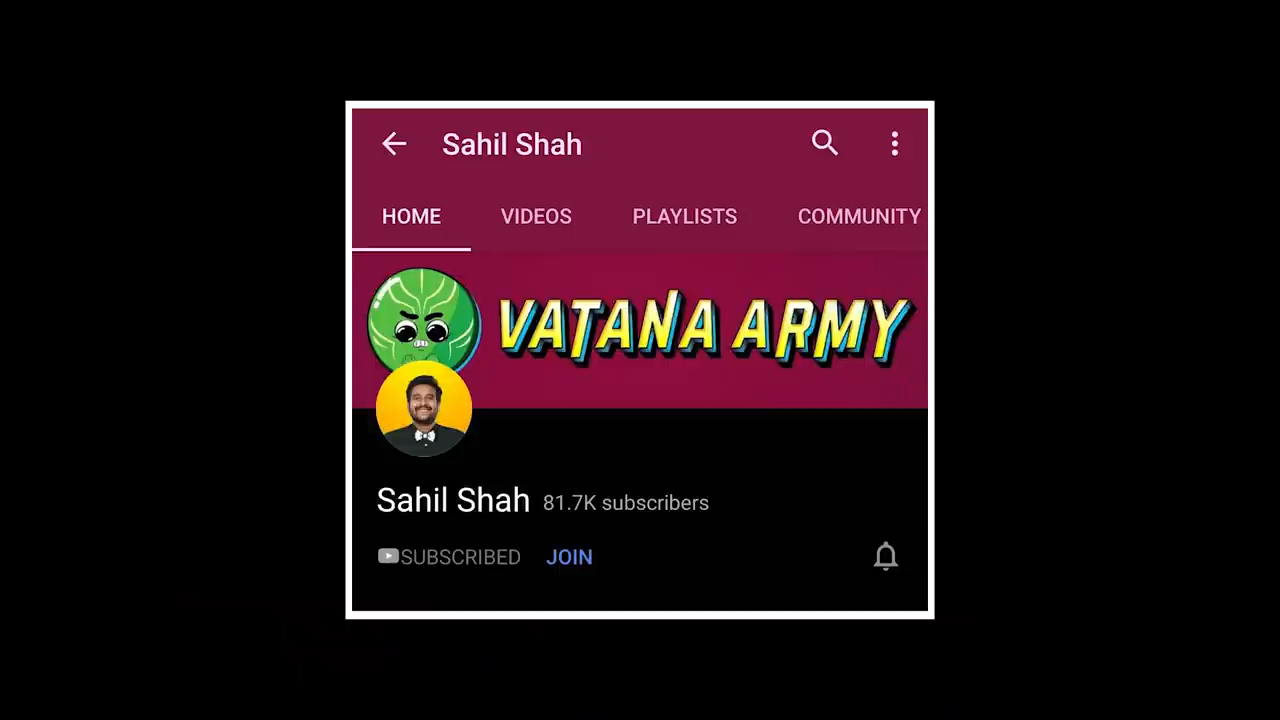 Sahil Shah
HOME VIDEOS PLAYLISTS COMMUNITY
VATANA ARMY
Sahil Shah 81.7K subscribers
SUBSCRIBED JOIN